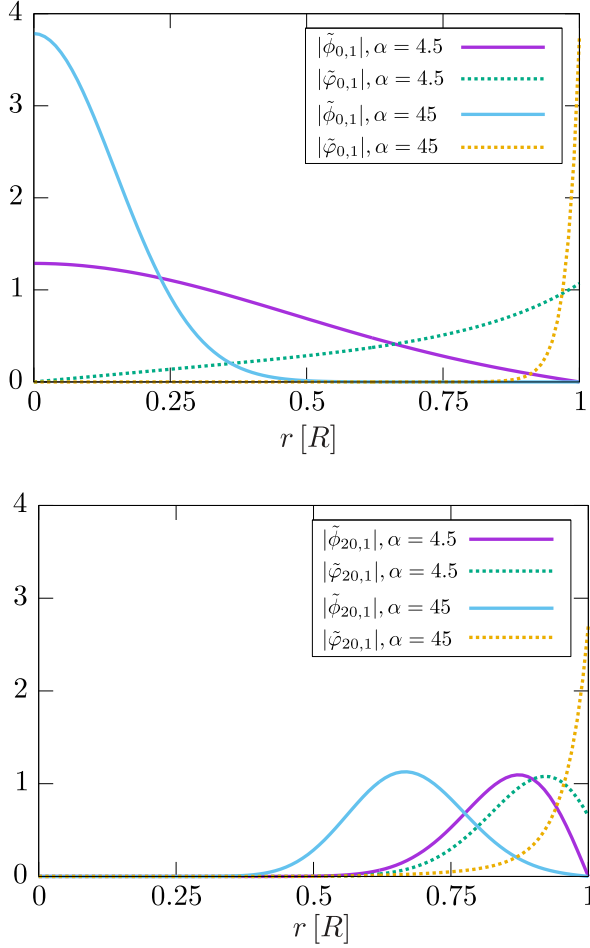 4
3
2
1
0
|ϕ̃₀,₁|, α = 4.5
|φ̃₀,₁|, α = 4.5
|ϕ̃₀,₁|, α = 45
|φ̃₀,₁|, α = 45
0 0.25 0.5 0.75 1
r [R]
4
3
2
1
0
|ϕ̃₂₀,₁|, α = 4.5
|φ̃₂₀,₁|, α = 4.5
|ϕ̃₂₀,₁|, α = 45
|φ̃₂₀,₁|, α = 45
0 0.25 0.5 0.75 1
r [R]